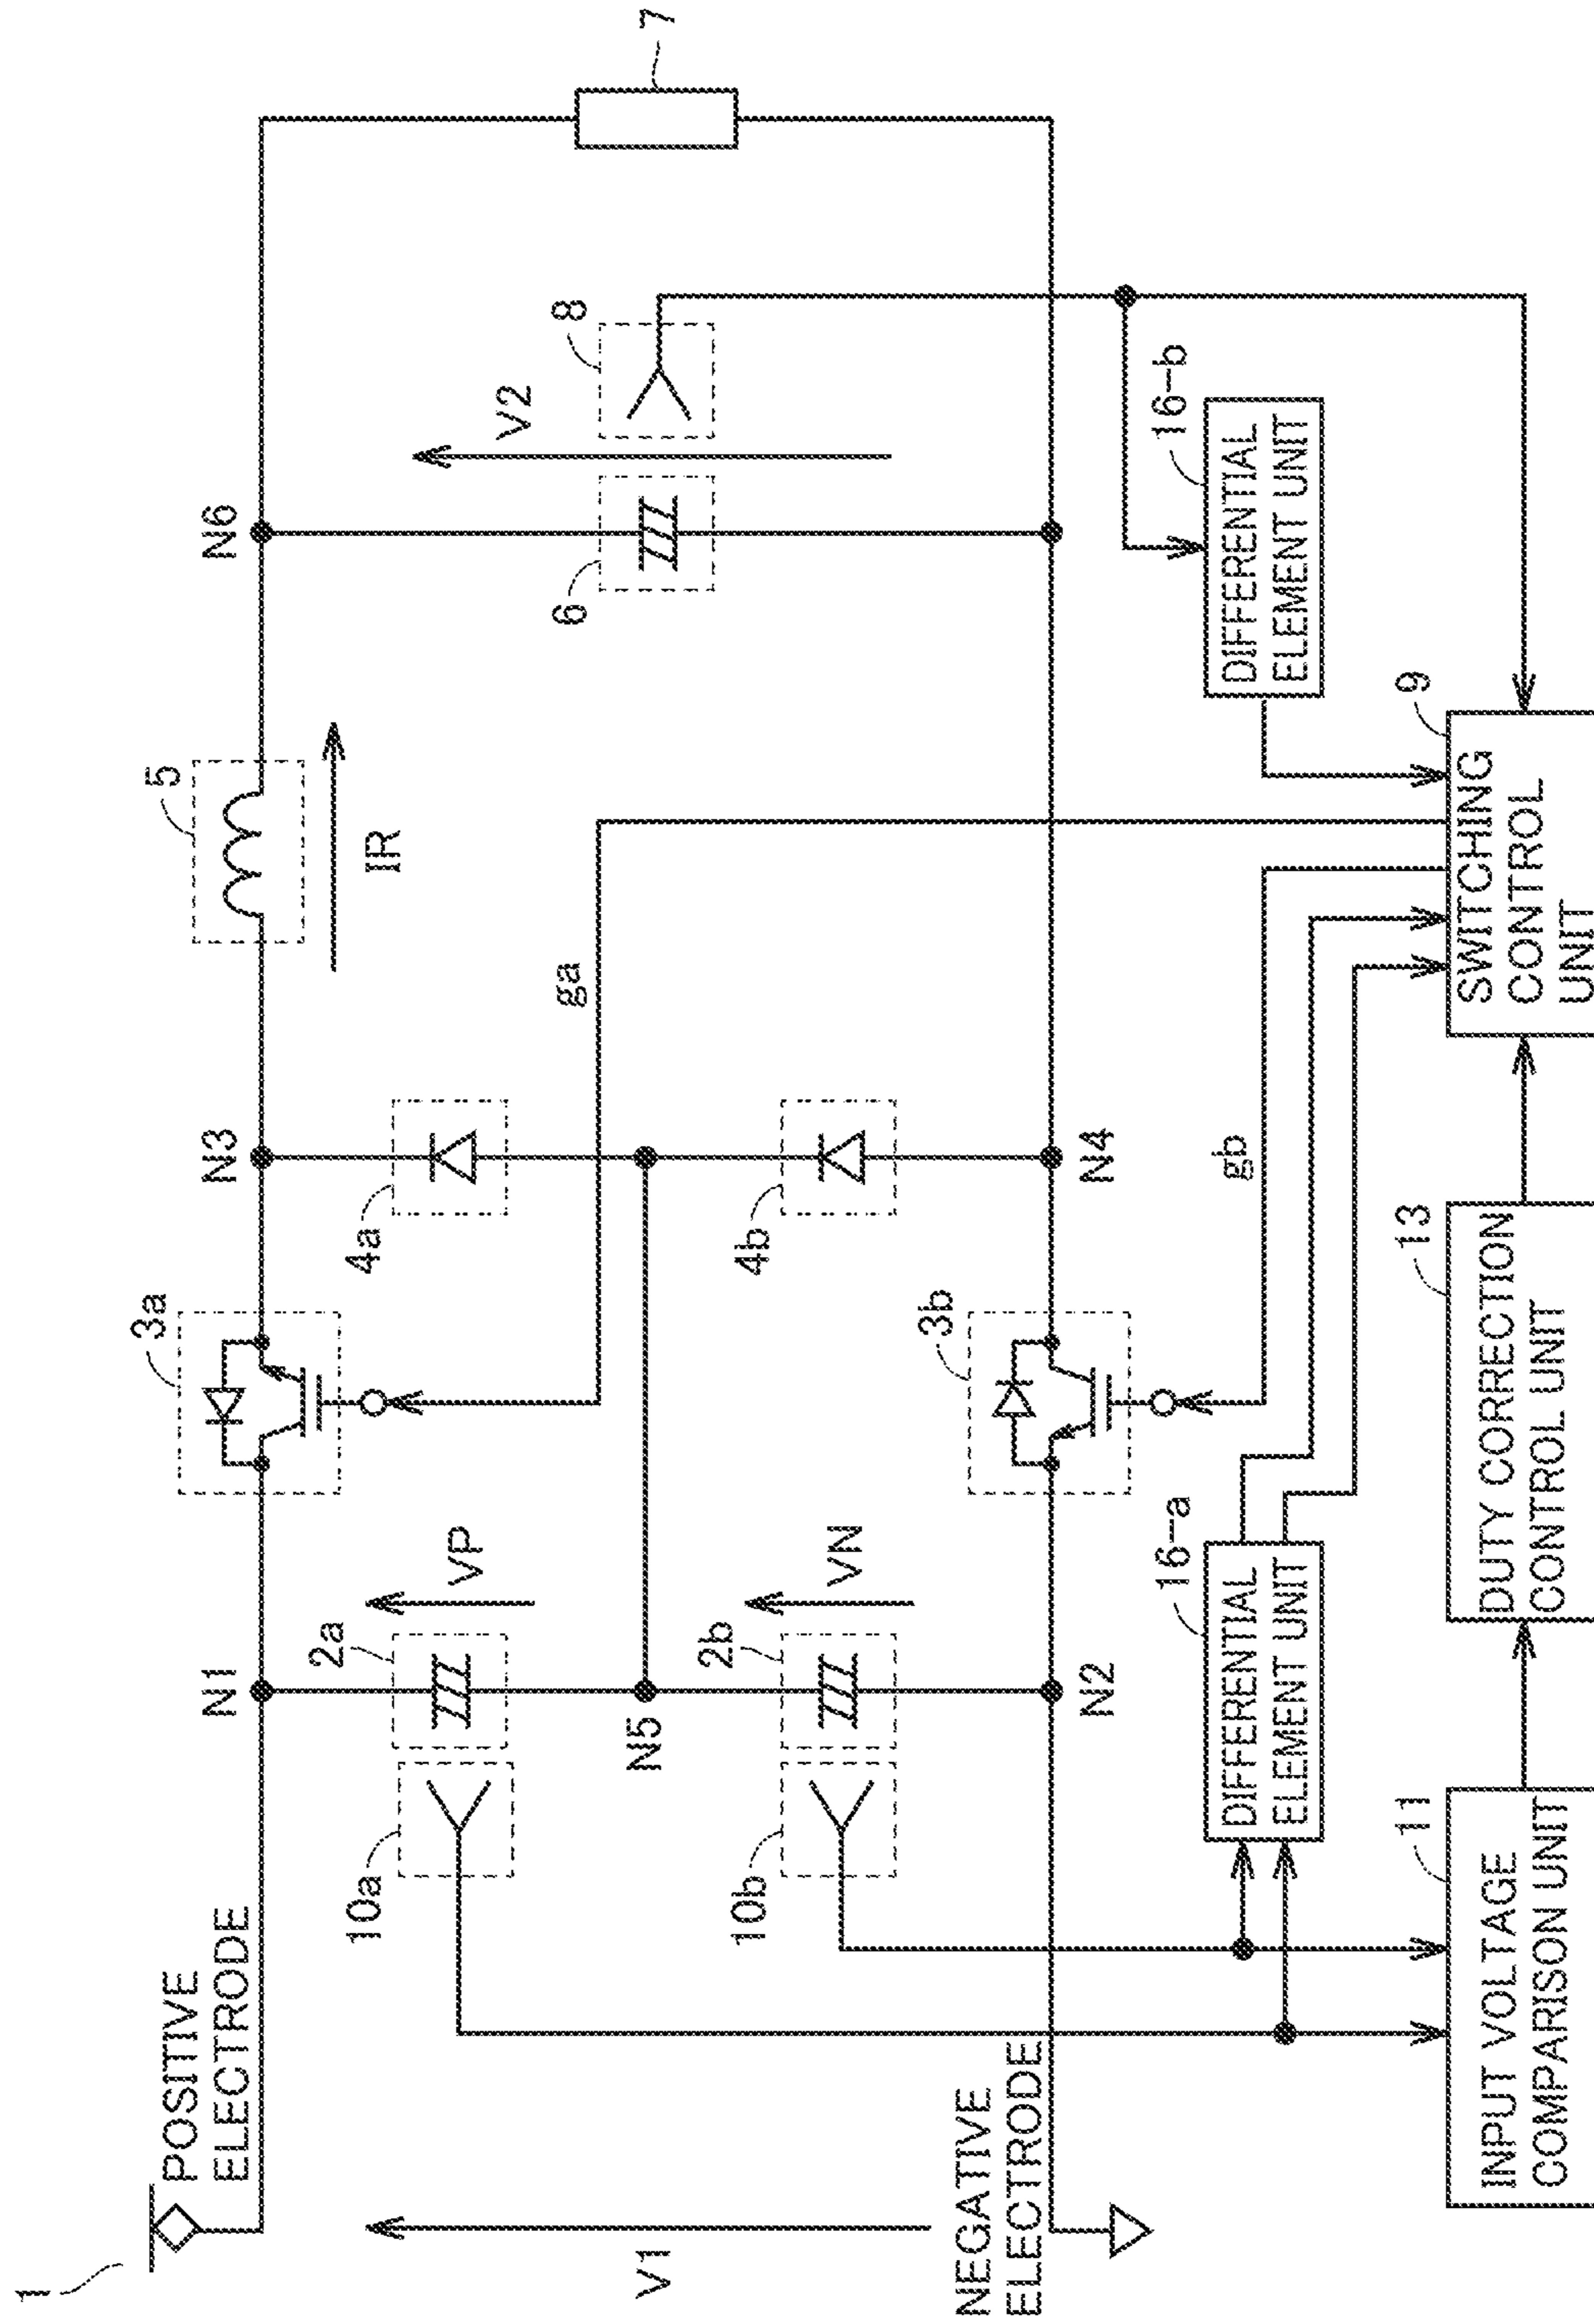 1
POSITIVE
ELECTRODE
V1
NEGATIVE
ELECTRODE
N1
2a
VP
10a
N5
2b
VN
10b
N2
3a
3b
N3
4a
4b
N4
5
IR
ga
gb
N6
6
V2
8
7
16-a
DIFFERENTIAL
ELEMENT UNIT
16-b
DIFFERENTIAL
ELEMENT UNIT
11
INPUT VOLTAGE
COMPARISON UNIT
13
DUTY CORRECTION
CONTROL UNIT
9
SWITCHING
CONTROL
UNIT